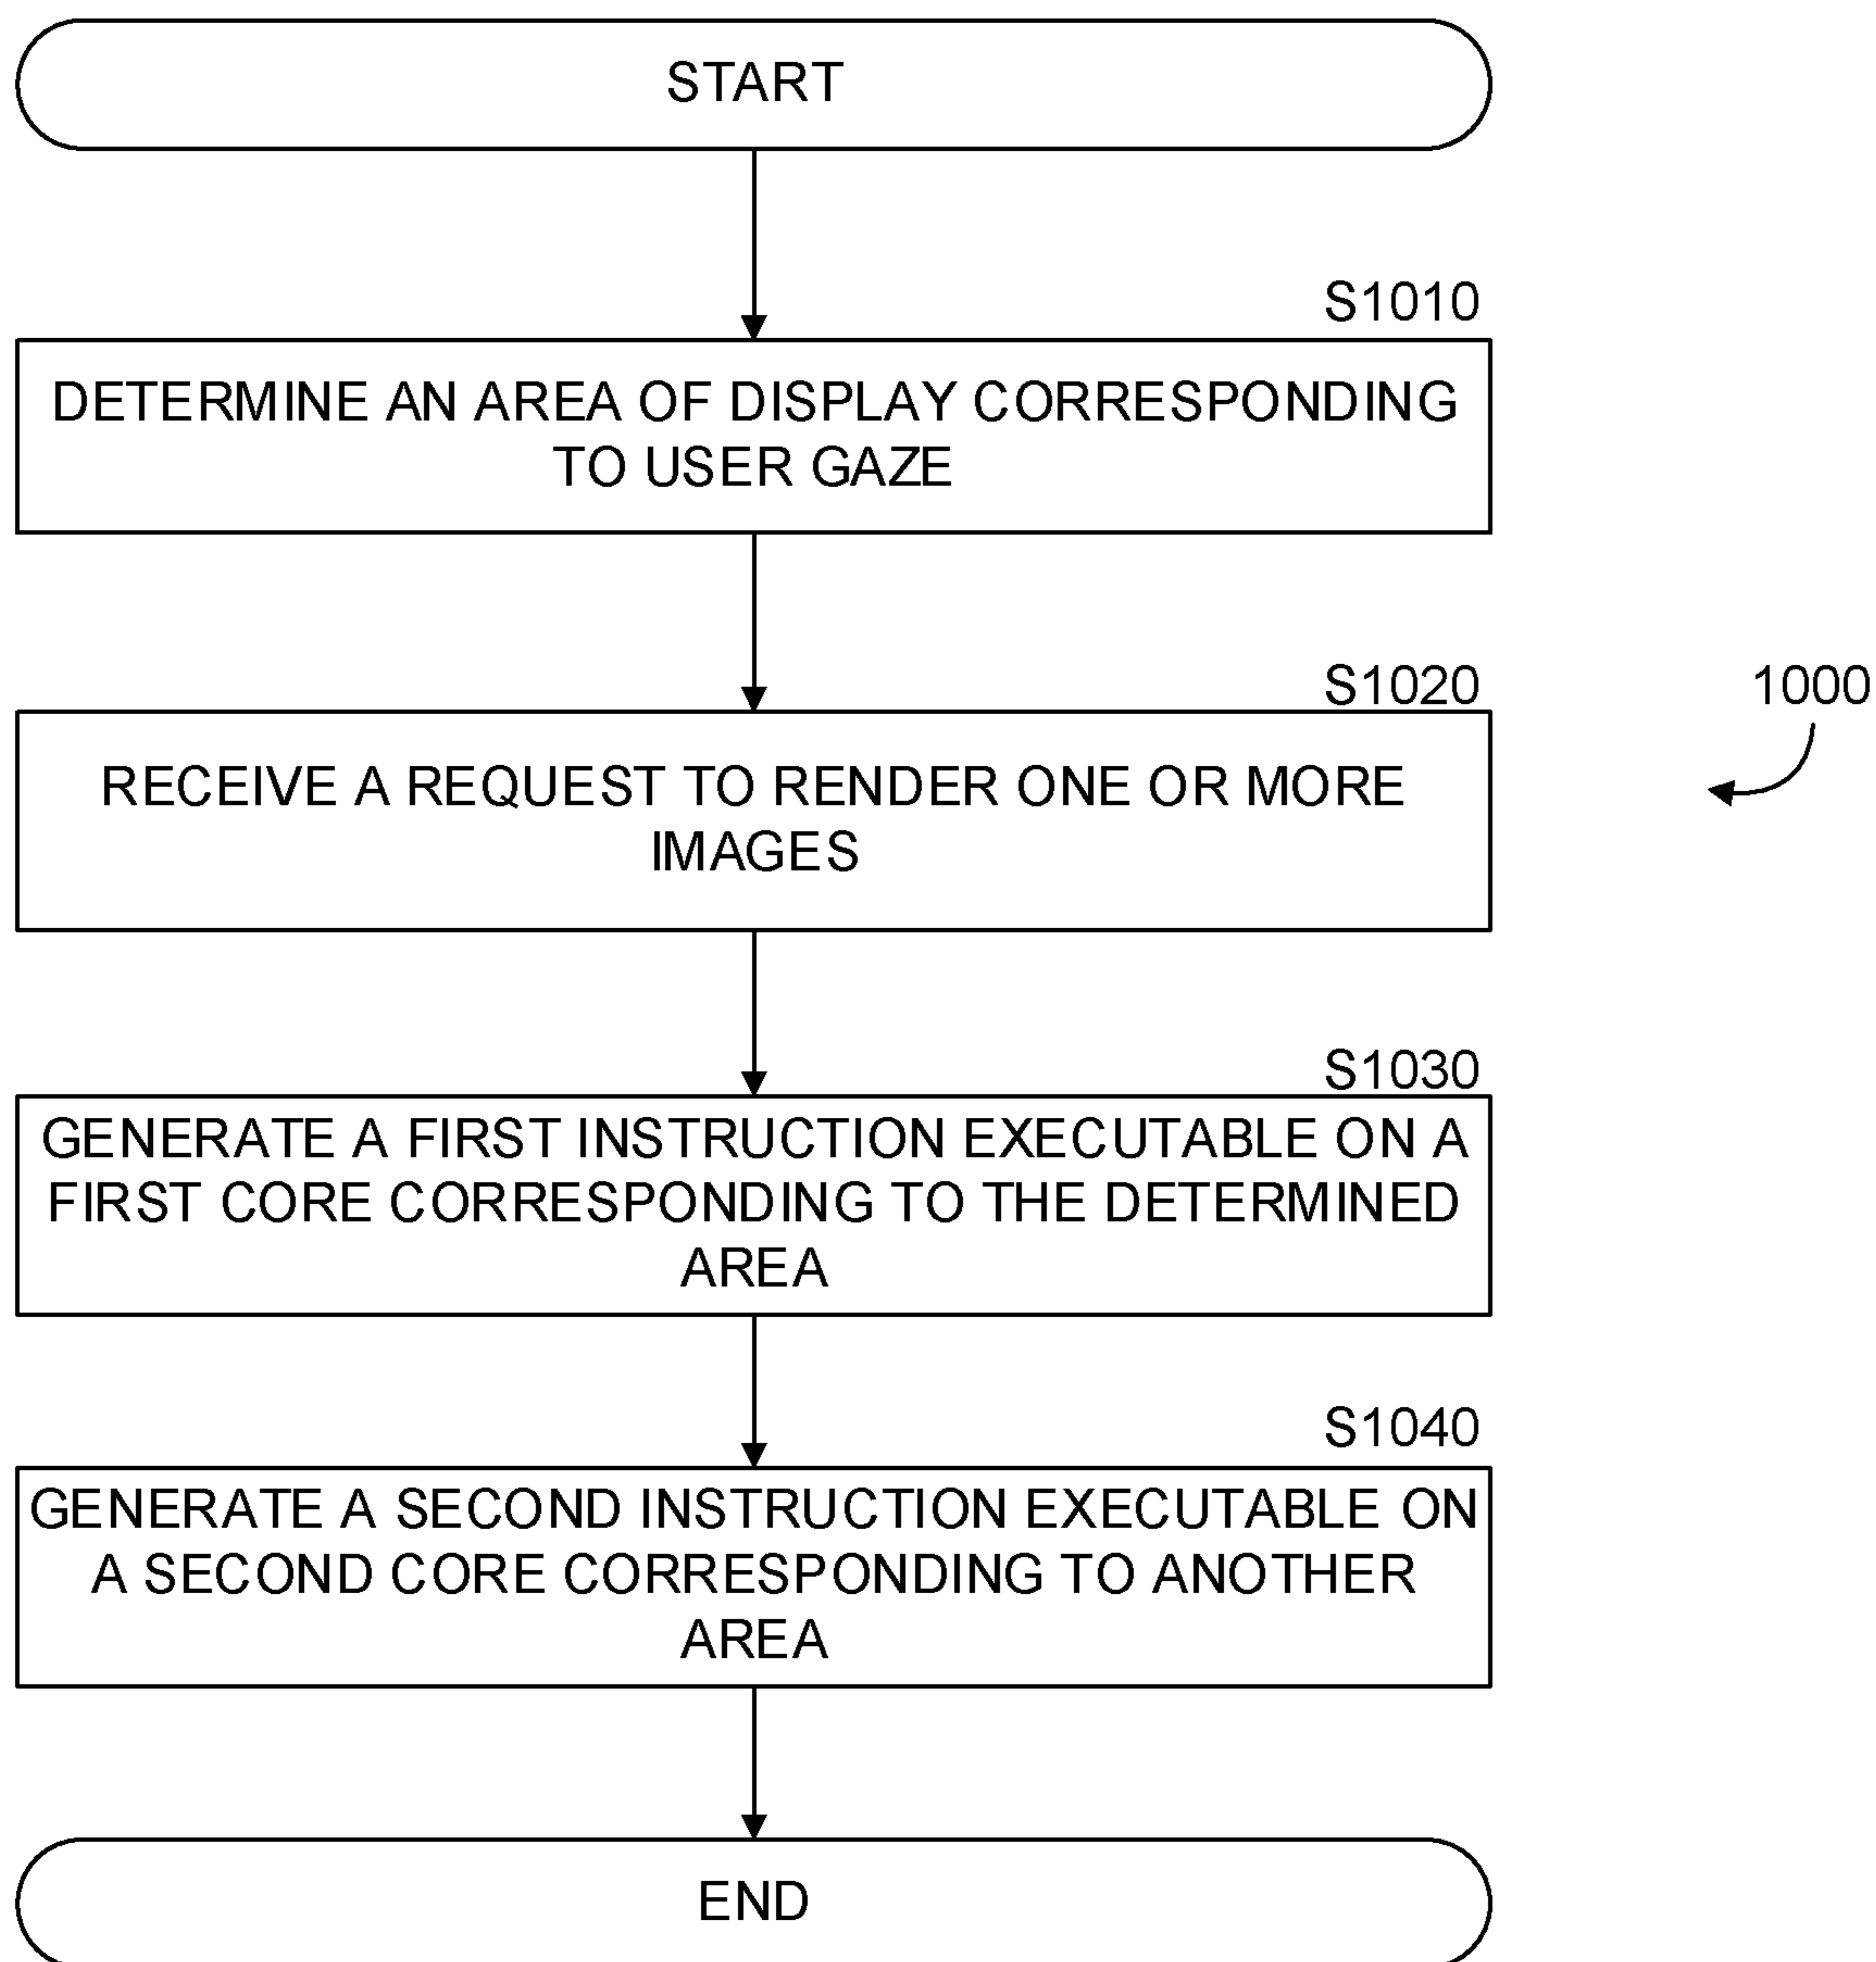 START
S1010
DETERMINE AN AREA OF DISPLAY CORRESPONDING
TO USER GAZE
S1020
1000
RECEIVE A REQUEST TO RENDER ONE OR MORE
IMAGES
S1030
GENERATE A FIRST INSTRUCTION EXECUTABLE ON A
FIRST CORE CORRESPONDING TO THE DETERMINED
AREA
S1040
GENERATE A SECOND INSTRUCTION EXECUTABLE ON
A SECOND CORE CORRESPONDING TO ANOTHER
AREA
END